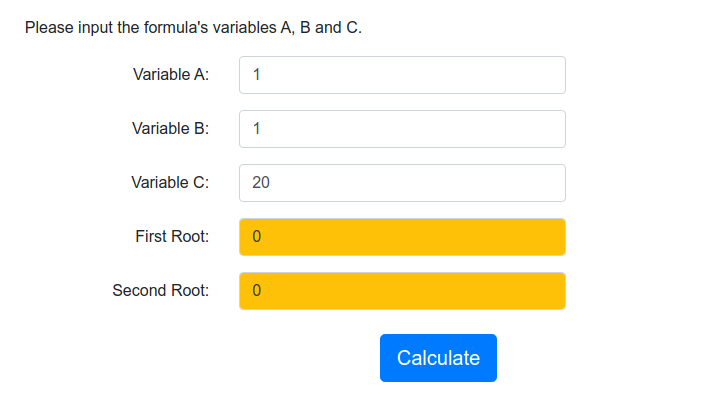 Please input the formula's variables A, B and C.
Variable A: 1
Variable B: 1
Variable C: 20
First Root: 0
Second Root: 0
Calculate